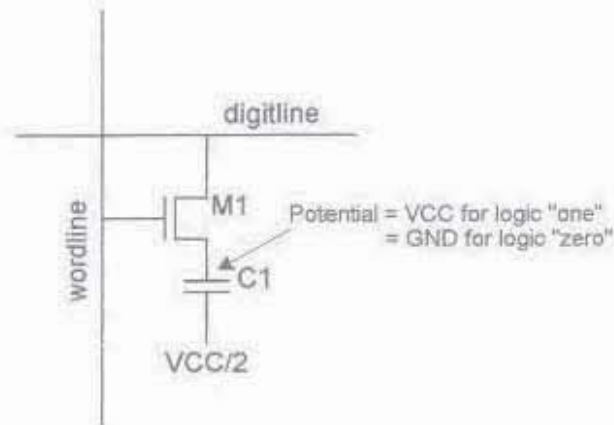 digitline
M1
Potential = VCC for logic "one"
= GND for logic "zero"
wordline
C1
VCC/2